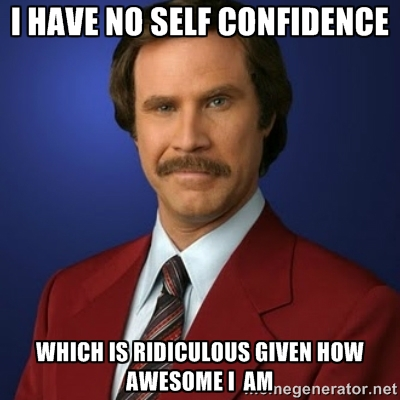 I HAVE NO SELF CONFIDENCE
WHICH IS RIDICULOUS GIVEN HOW
AWESOME I AM
memegenerator.net